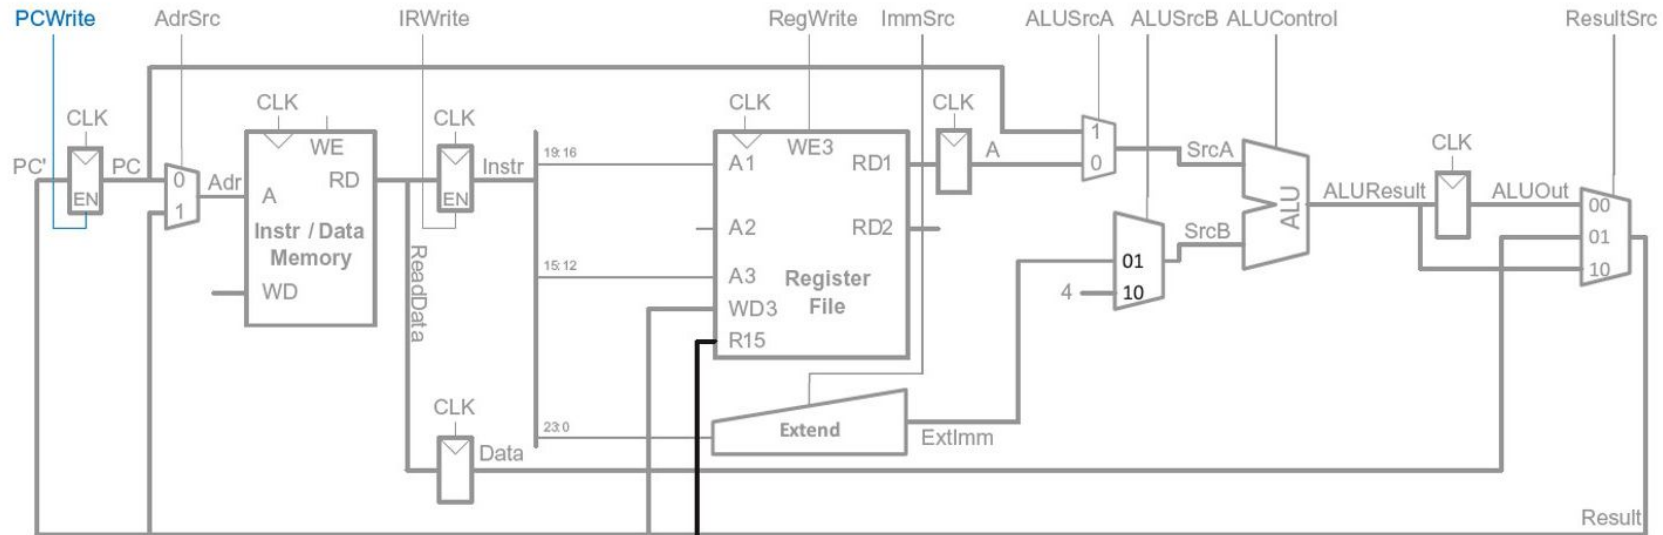 PCWrite AdrSrc IRWrite RegWrite ImmSrc ALUSrcA ALUSrcB ALUControl ResultSrc
CLK CLK CLK CLK CLK CLK
PC' PC EN
0
1
Adr
WE
A RD
Instr / Data
Memory
WD
EN
Instr
ReadData
CLK
Data
19:16
15:12
23:0
A1 WE3 RD1
A2 RD2
A3
WD3
R15
Register
File
Extend
ExtImm
A
1
0
SrcA
01
4 10
SrcB
ALU
ALUResult
ALUOut
00
01
10
Result